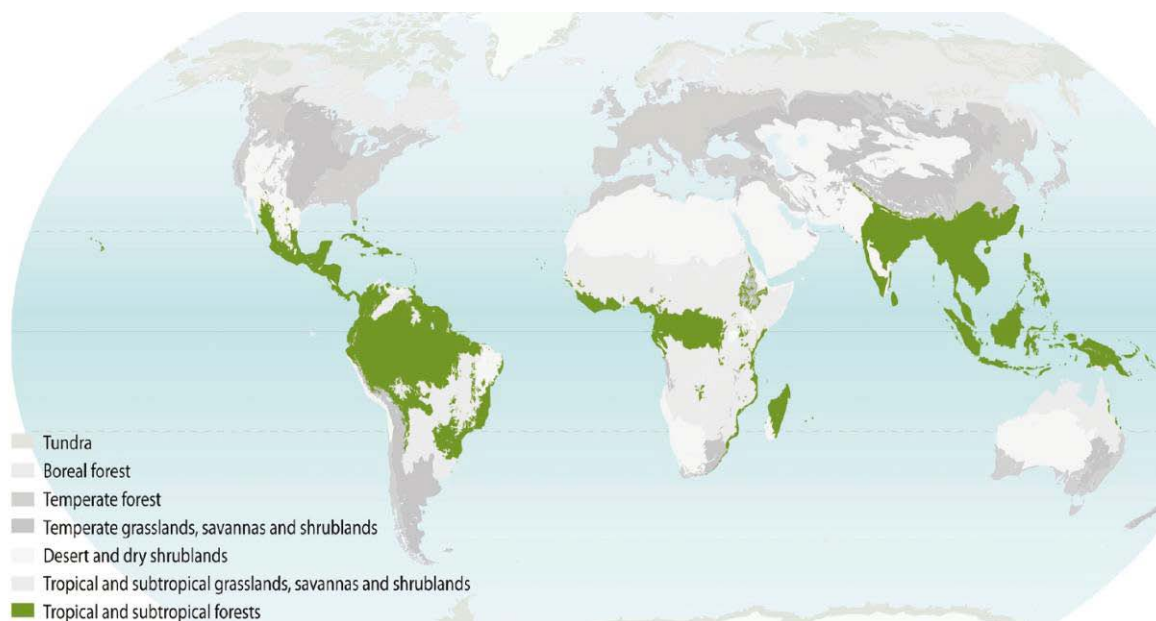 Tundra
Boreal forest
Temperate forest
Temperate grasslands, savannas and shrublands
Desert and dry shrublands
Tropical and subtropical grasslands, savannas and shrublands
Tropical and subtropical forests